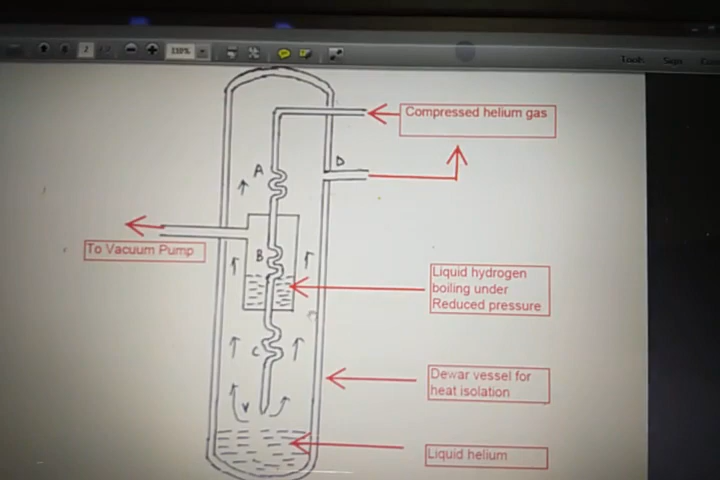 2
110%
Tools
Sign
Compressed helium gas
D
A
To Vacuum Pump
B
Liquid hydrogen
boiling under
Reduced pressure
C
Dewar vessel for
heat isolation
V
Liquid helium